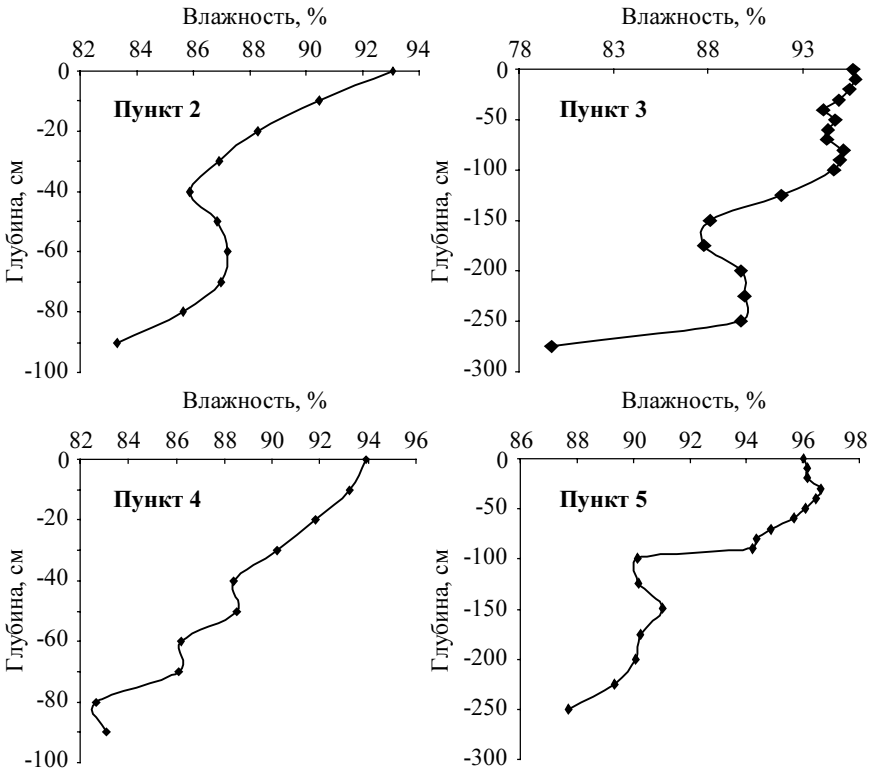 Влажность, %
82 84 86 88 90 92 94
0
Пункт 2
-20
-40
-60
-80
-100
Глубина, см
Влажность, %
78 83 88 93
0
Пункт 3
-50
-100
-150
-200
-250
-300
Глубина, см
Влажность, %
82 84 86 88 90 92 94 96
0
Пункт 4
-20
-40
-60
-80
-100
Глубина, см
Влажность, %
86 88 90 92 94 96 98
0
Пункт 5
-50
-100
-150
-200
-250
-300
Глубина, см